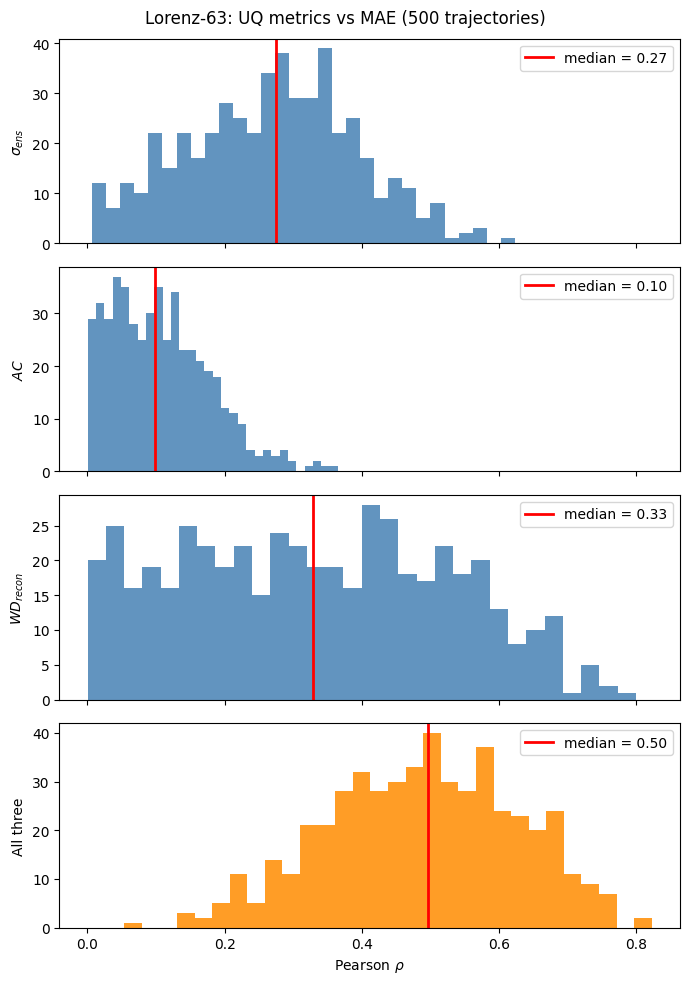 Lorenz-63: UQ metrics vs MAE (500 trajectories)
40
30
20
10
0
σ_ens
median = 0.27
30
20
10
0
AC
median = 0.10
25
20
15
10
5
0
WD_recon
median = 0.33
40
30
20
10
0
All three
median = 0.50
0.0 0.2 0.4 0.6 0.8
Pearson ρ